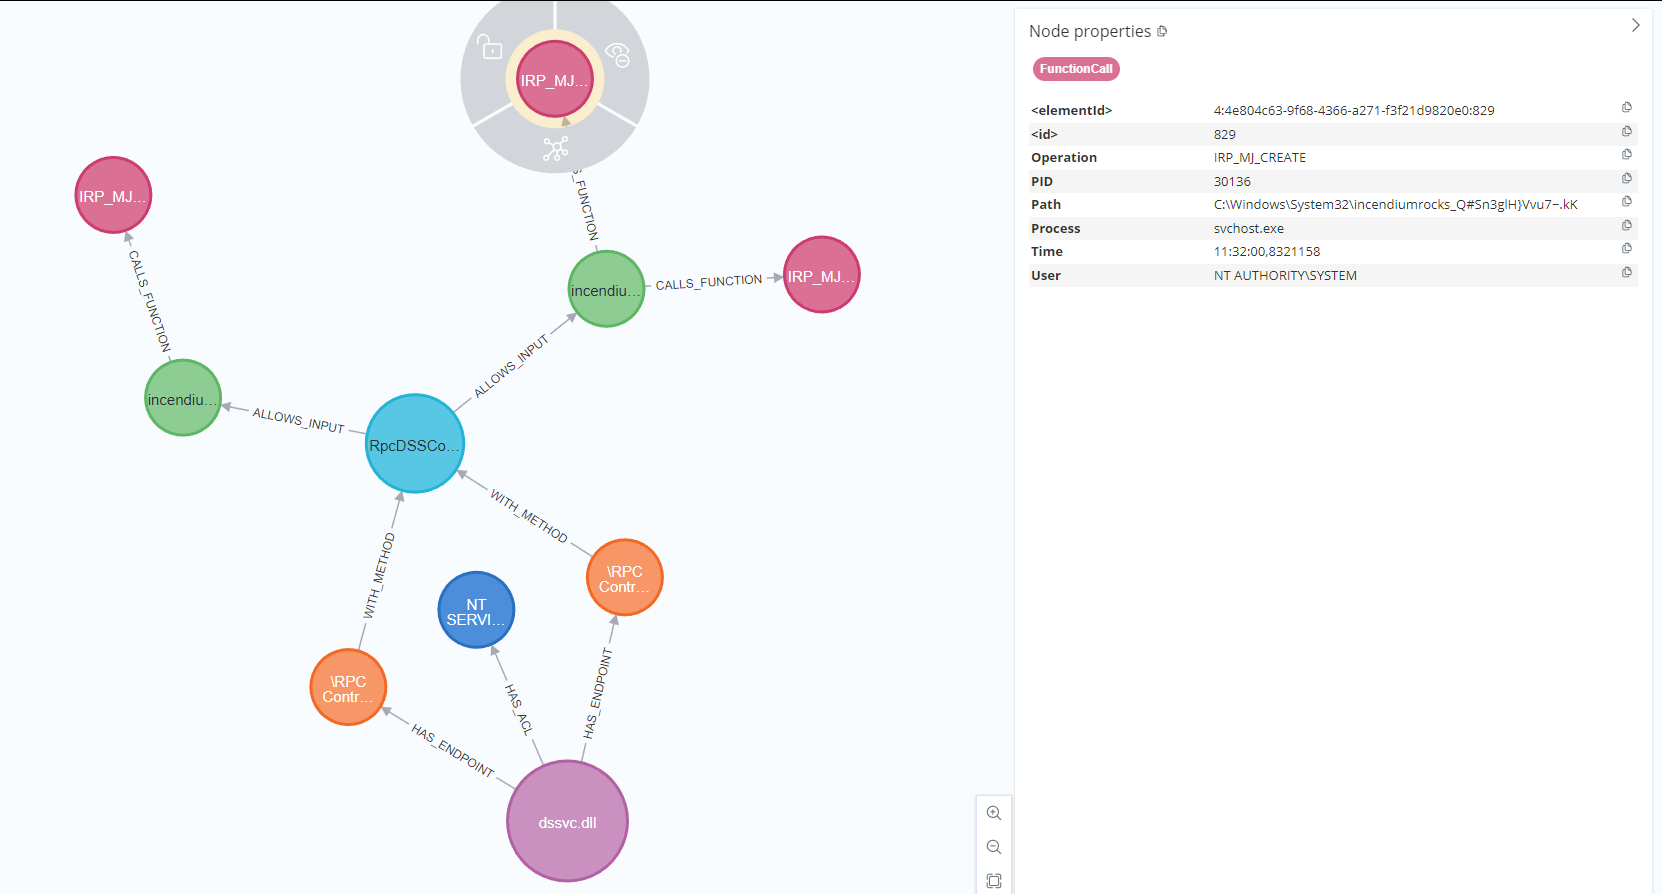 IRP_MJ...
S_FUNCTION
IRP_MJ...
CALLS_FUNCTION
incendiu...
CALLS_FUNCTION
IRP_MJ...
ALLOWS_INPUT
incendiu...
ALLOWS_INPUT
RpcDSSCo...
WITH_METHOD
WITH_METHOD
\RPC
Contr...
NT
SERVI...
\RPC
Contr...
HAS_ENDPOINT
HAS_ACL
HAS_ENDPOINT
dssvc.dll
Node properties
FunctionCall
<elementId> 4:4e804c63-9f68-4366-a271-f3f21d9820e0:829
<id> 829
Operation IRP_MJ_CREATE
PID 30136
Path C:\Windows\System32\incendiumrocks_Q#Sn3glH}Vvu7~.kK
Process svchost.exe
Time 11:32:00,8321158
User NT AUTHORITY\SYSTEM